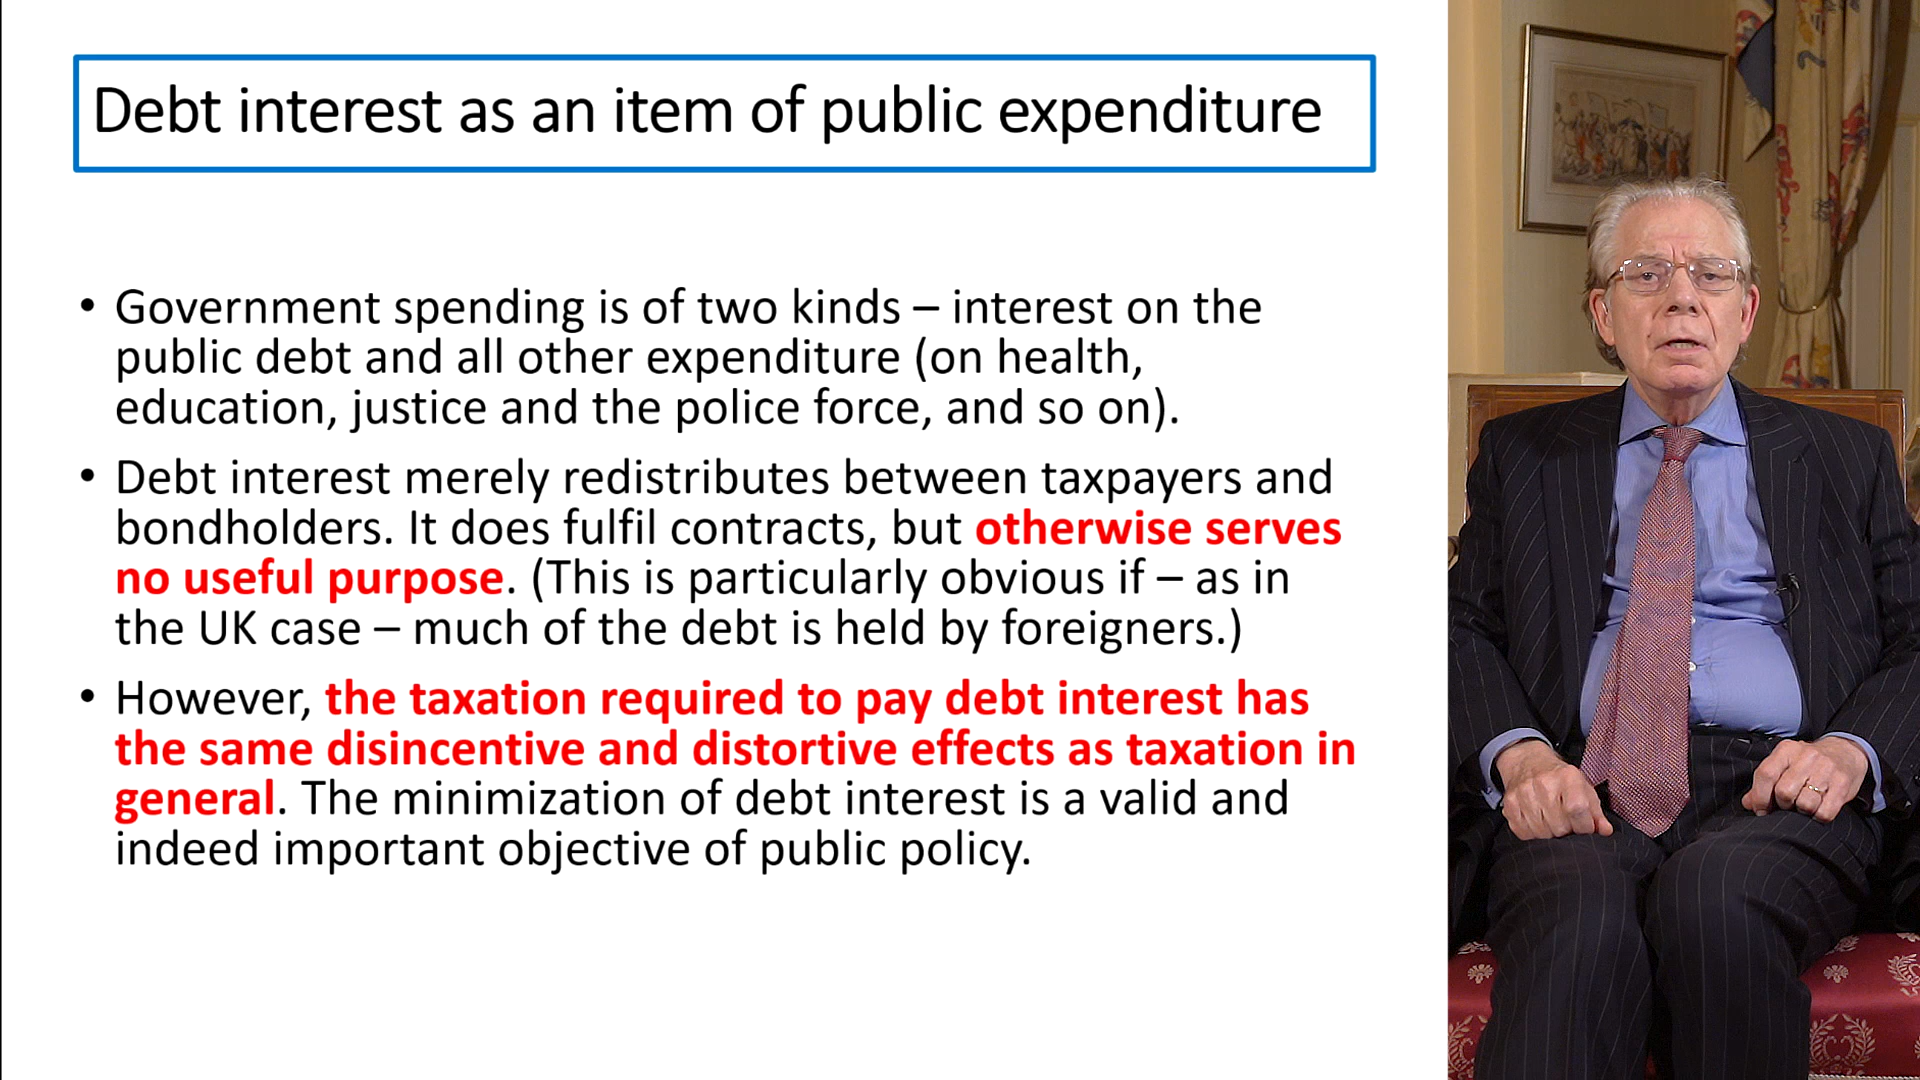 Debt interest as an item of public expenditure
• Government spending is of two kinds – interest on the
public debt and all other expenditure (on health,
education, justice and the police force, and so on).
• Debt interest merely redistributes between taxpayers and
bondholders. It does fulfil contracts, but otherwise serves
no useful purpose. (This is particularly obvious if – as in
the UK case – much of the debt is held by foreigners.)
• However, the taxation required to pay debt interest has
the same disincentive and distortive effects as taxation in
general. The minimization of debt interest is a valid and
indeed important objective of public policy.